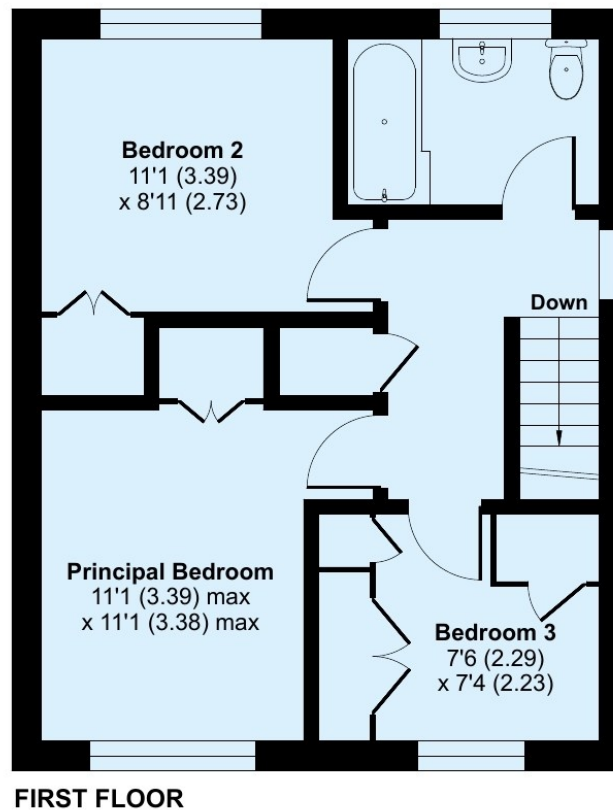 Bedroom 2
11'1 (3.39)
x 8'11 (2.73)
Down
Principal Bedroom
11'1 (3.39) max
x 11'1 (3.38) max
Bedroom 3
7'6 (2.29)
x 7'4 (2.23)
FIRST FLOOR